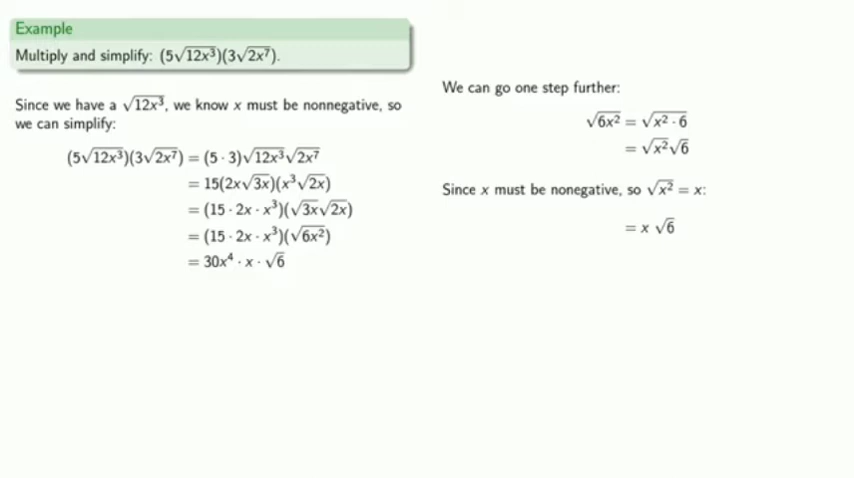 Example
Multiply and simplify: (5√12x³)(3√2x⁷).
Since we have a √12x³, we know x must be nonnegative, so
we can simplify:
(5√12x³)(3√2x⁷) = (5 · 3)√12x³√2x⁷
= 15(2x√3x)(x³√2x)
= (15 · 2x · x³)(√3x√2x)
= (15 · 2x · x³)(√6x²)
= 30x⁴ · x · √6
We can go one step further:
√6x² = √x² · 6
= √x²√6
Since x must be nonegative, so √x² = x:
= x √6